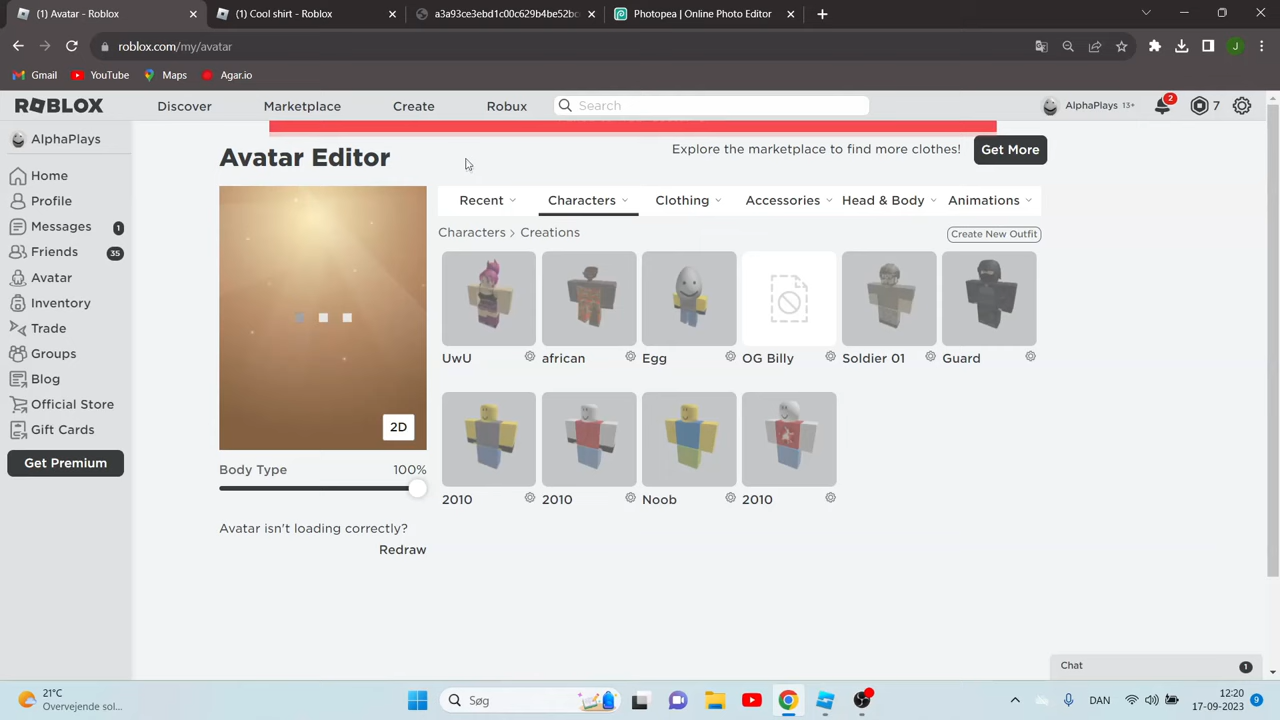 Avatar - Roblox
(1) Cool shirt - Roblox
a3a93ce3ebd1c00c629b4be52bc
Photopea | Online Photo Editor
roblox.com/my/avatar
J
Gmail
YouTube
Maps
Agar.io
ROBLOX
Discover
Marketplace
Create
Robux
Search
AlphaPlays 13+
2
7
AlphaPlays
Home
Profile
Messages 1
Friends 35
Avatar
Inventory
Trade
Groups
Blog
Official Store
Gift Cards
Get Premium
Avatar Editor
Explore the marketplace to find more clothes!
Get More
2D
Body Type 100%
Avatar isn't loading correctly?
Redraw
Recent
Characters
Clothing
Accessories
Head & Body
Animations
Characters > Creations
Create New Outfit
UwU
african
Egg
OG Billy
Soldier 01
Guard
2010
2010
Noob
2010
Chat 1
21°C
Overvejende sol...
Søg
DAN
12:20
17-09-2023
9